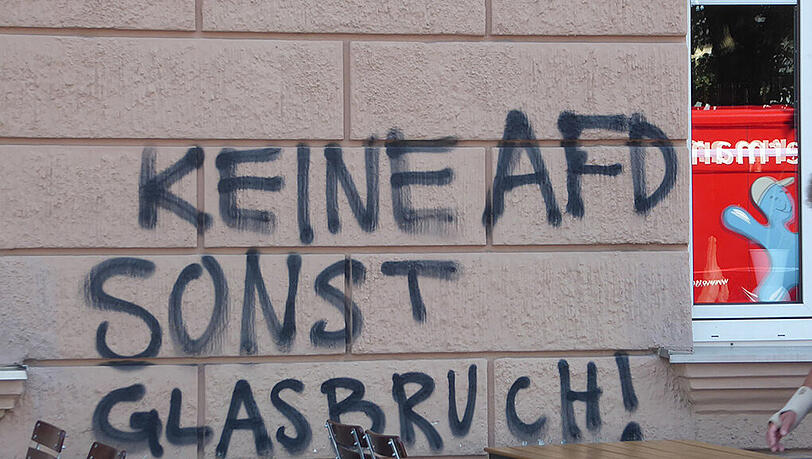 KEINE AFD
SONST
GLASBRUCH!